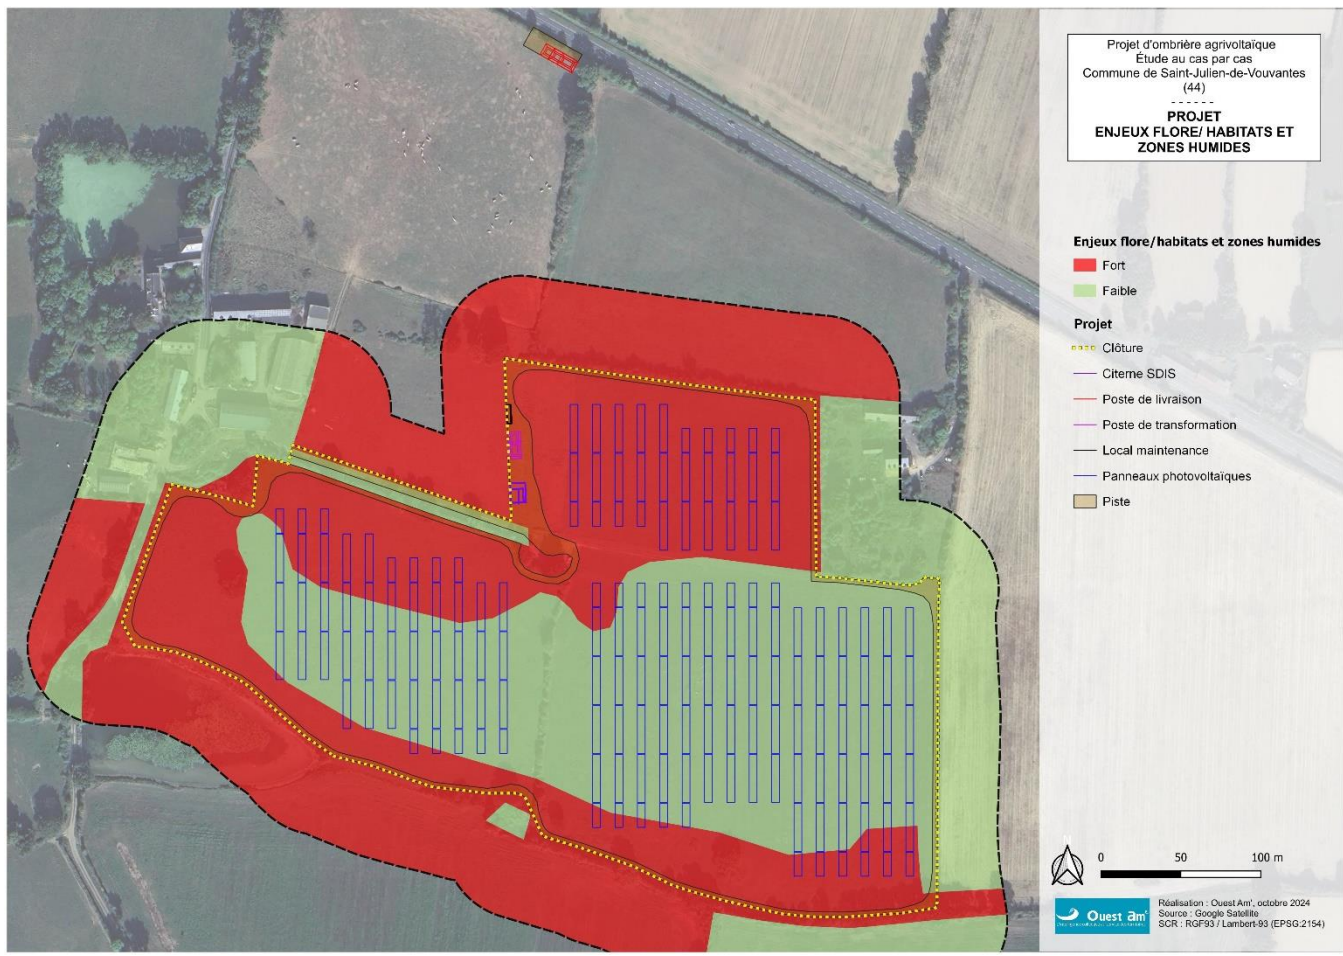 Projet d'ombrière agrivoltaïque
Étude au cas par cas
Commune de Saint-Julien-de-Vouvantes
(44)
------
PROJET
ENJEUX FLORE/ HABITATS ET
ZONES HUMIDES
Enjeux flore/habitats et zones humides
Fort
Faible
Projet
Clôture
Citerne SDIS
Poste de livraison
Poste de transformation
Local maintenance
Panneaux photovoltaïques
Piste
0 50 100 m
Ouest am'
Réalisation : Ouest Am', octobre 2024
Source : Google Satellite
SCR : RGF93 / Lambert-93 (EPSG:2154)